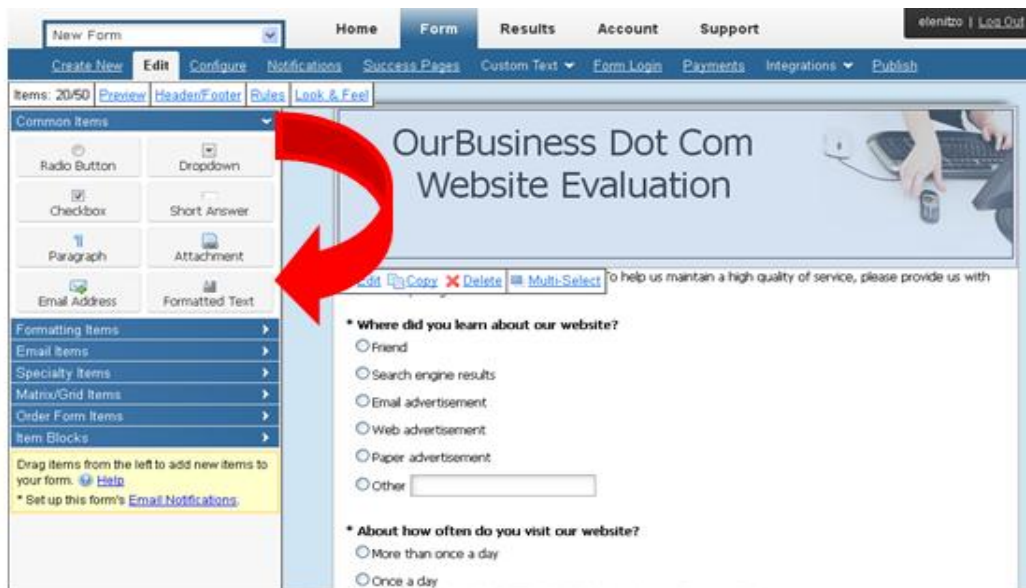 New Form
Home Form Results Account Support
elenitzo | Log Out
Create New Edit Configure Notifications Success Pages Custom Text Form Login Payments Integrations Publish
Items: 20/50 Preview Header/Footer Rules Look & Feel
Common Items
Radio Button Dropdown
Checkbox Short Answer
Paragraph Attachment
Email Address Formatted Text
Formatting Items
Email Items
Specialty Items
Matrix/Grid Items
Order Form Items
Item Blocks
Drag items from the left to add new items to
your form. Help
* Set up this form's Email Notifications.
OurBusiness Dot Com
Website Evaluation
Edit Copy Delete Multi-Select To help us maintain a high quality of service, please provide us with
* Where did you learn about our website?
Friend
Search engine results
Email advertisement
Web advertisement
Paper advertisement
Other
* About how often do you visit our website?
More than once a day
Once a day